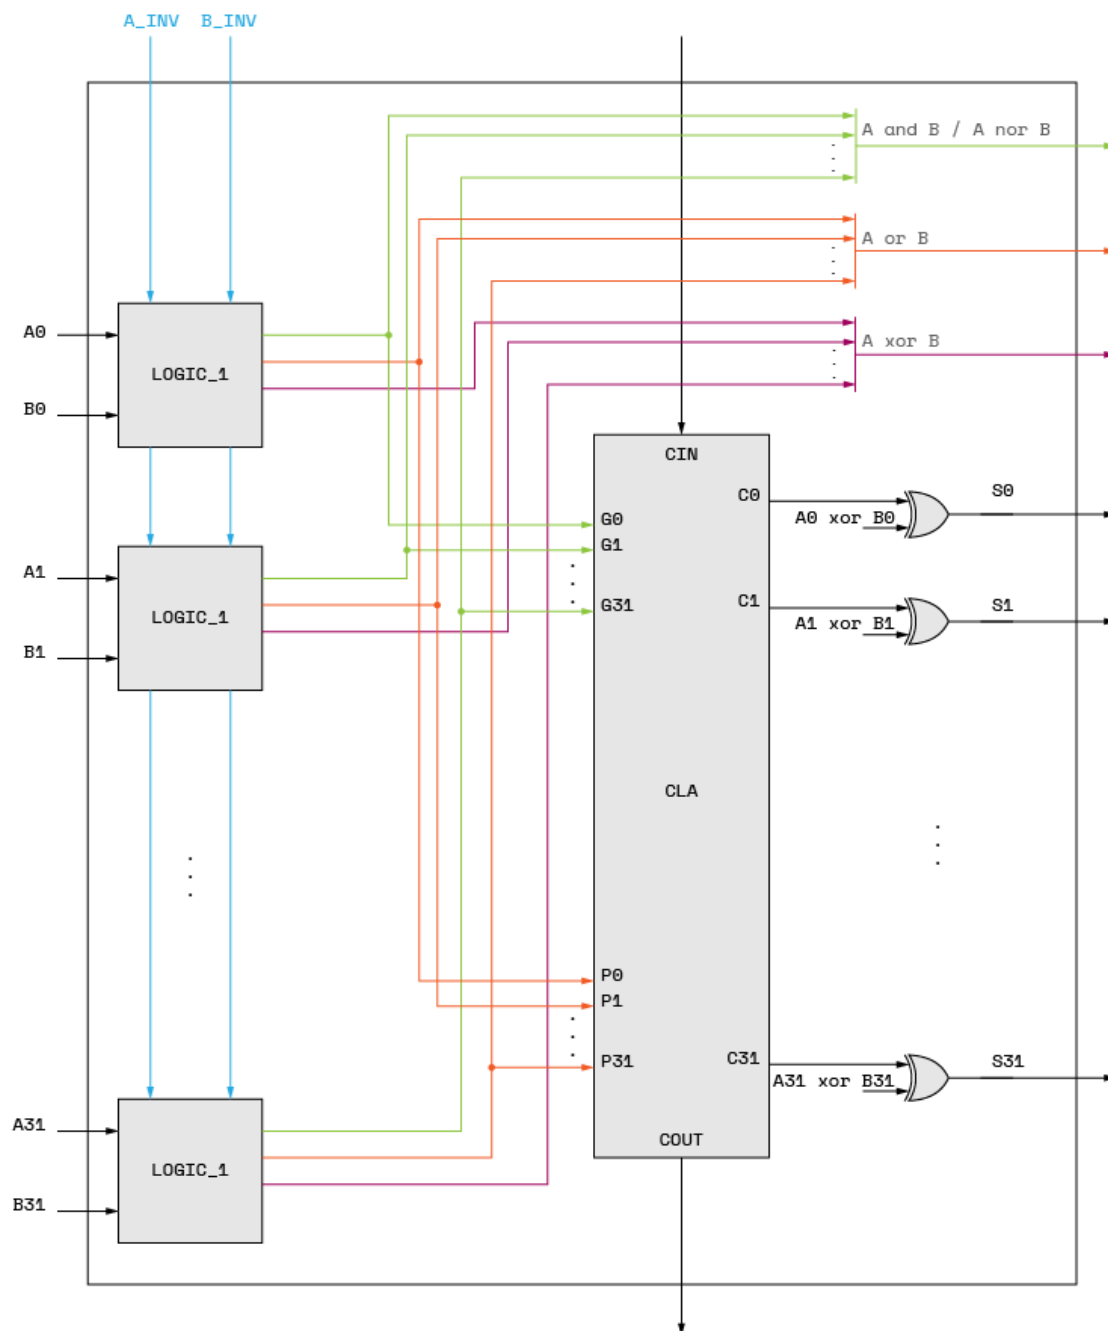 A_INV B_INV
A and B / A nor B
A or B
A0
A xor B
LOGIC_1
B0
CIN
C0
S0
A0 xor B0
G0
G1
A1
G31
C1
S1
LOGIC_1
A1 xor B1
B1
CLA
P0
P1
P31
C31
S31
A31 xor B31
A31
COUT
LOGIC_1
B31